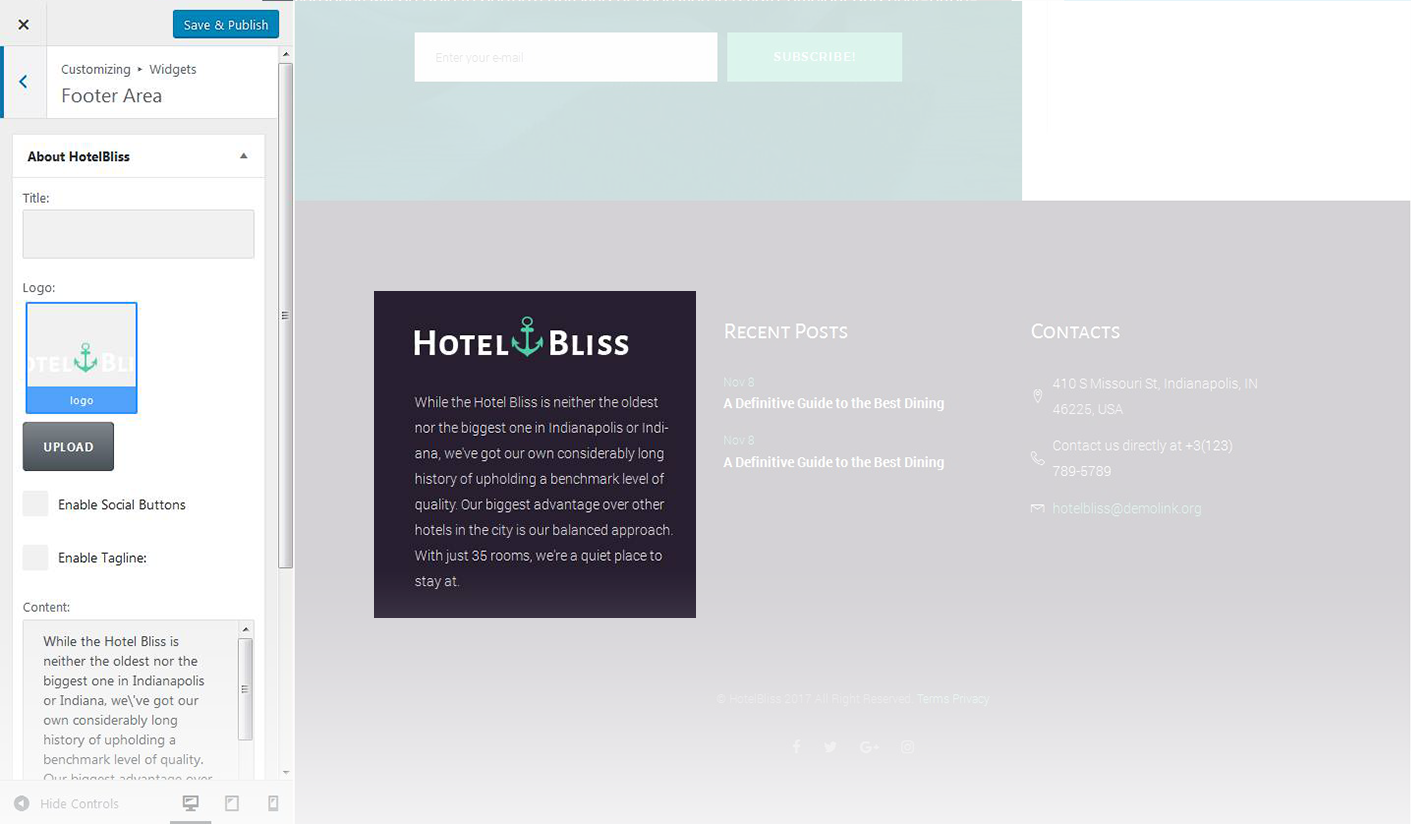 Save & Publish
Customizing ▸ Widgets
Footer Area
About HotelBliss
Title:
Logo:
OTEL BLI
logo
UPLOAD
Enable Social Buttons
Enable Tagline:
Content:
While the Hotel Bliss is
neither the oldest nor the
biggest one in Indianapolis
or Indiana, we\'ve got our
own considerably long
history of upholding a
benchmark level of quality.
Our biggest advantage over
Hide Controls
Enter your e-mail
SUBSCRIBE!
HOTEL BLISS
While the Hotel Bliss is neither the oldest
nor the biggest one in Indianapolis or Indi-
ana, we've got our own considerably long
history of upholding a benchmark level of
quality. Our biggest advantage over other
hotels in the city is our balanced approach.
With just 35 rooms, we're a quiet place to
stay at.
RECENT POSTS
Nov 8
A Definitive Guide to the Best Dining
Nov 8
A Definitive Guide to the Best Dining
CONTACTS
410 S Missouri St, Indianapolis, IN
46225, USA
Contact us directly at +3(123)
789-5789
hotelbliss@demolink.org
© HotelBliss 2017 All Right Reserved Terms Privacy